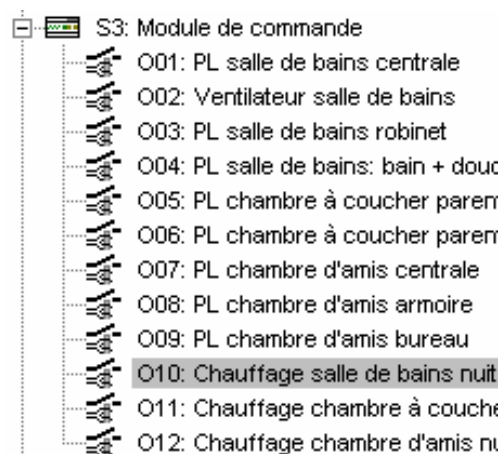 S3: Module de commande
O01: PL salle de bains centrale
O02: Ventilateur salle de bains
O03: PL salle de bains robinet
O04: PL salle de bains: bain + douc
O05: PL chambre à coucher paren
O06: PL chambre à coucher paren
O07: PL chambre d'amis centrale
O08: PL chambre d'amis armoire
O09: PL chambre d'amis bureau
O10: Chauffage salle de bains nuit
O11: Chauffage chambre à couche
O12: Chauffage chambre d'amis nu